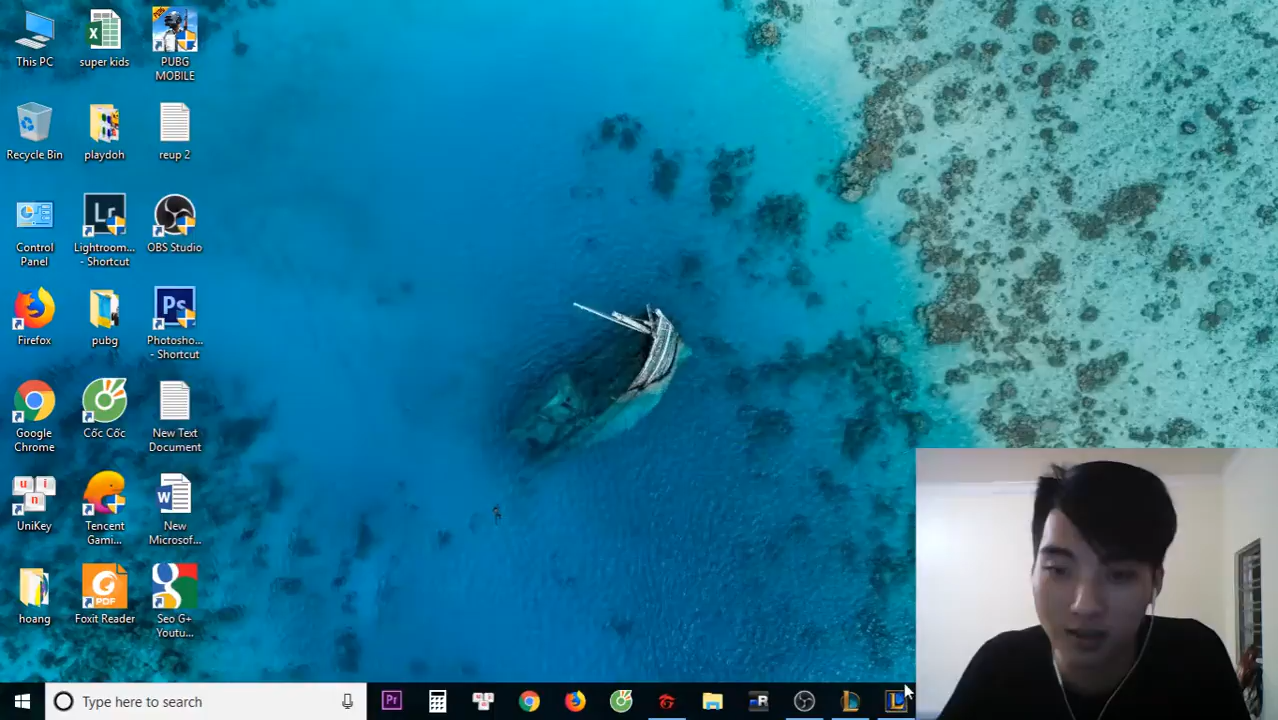 This PC
super kids
PUBG
MOBILE
Recycle Bin
playdoh
reup 2
Control
Panel
Lightroom...
- Shortcut
OBS Studio
Firefox
pubg
Photosho...
- Shortcut
Google
Chrome
Cốc Cốc
New Text
Document
UniKey
Tencent
Gami...
New
Microsof...
hoang
Foxit Reader
Seo G+
Youtu...
Type here to search